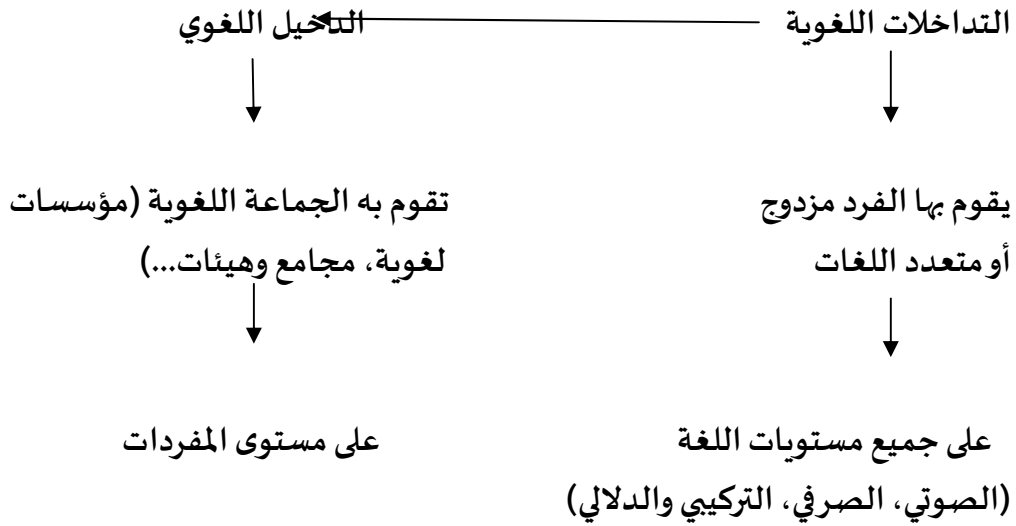 التداخلات اللغوية
الدخيل اللغوي
يقوم بها الفرد مزدوج
أو متعدد اللغات
تقوم به الجماعة اللغوية (مؤسسات
لغوية، مجامع وهيئات...)
على جميع مستويات اللغة
(الصوتي، الصرفي، التركيبي والدلالي)
على مستوى المفردات